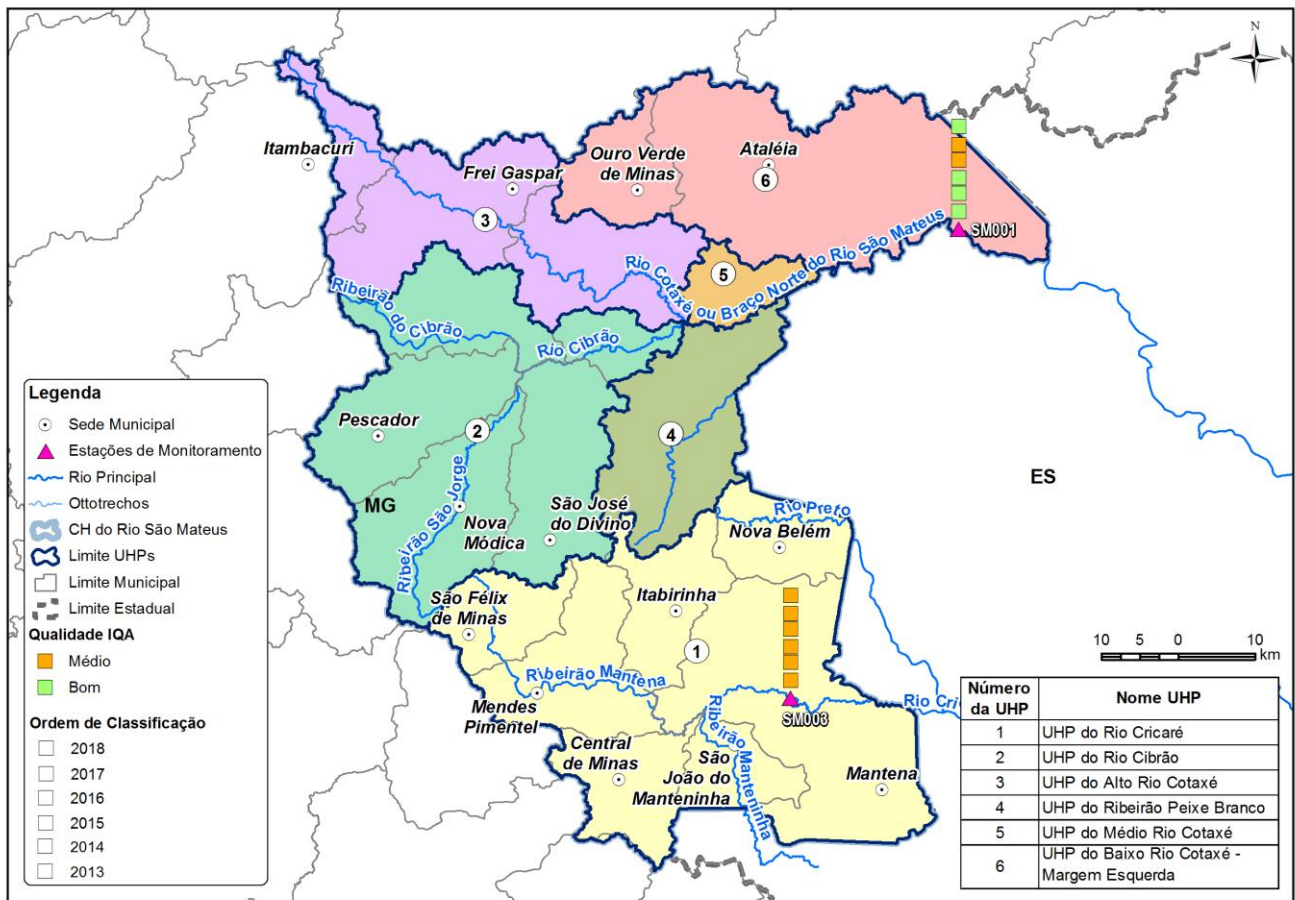 N
Itambacuri
Frei Gaspar
Ouro Verde
de Minas
Ataléia
6
3
SM001
5
Rio Cotaxé ou Braço Norte do Rio São Mateus
Ribeirão do Cibrão
Rio Cibrão
Pescador
2
4
Ribeirão São Jorge
MG
Nova
Módica
São José
do Divino
ES
Rio Preto
Nova Belém
São Félix
de Minas
Itabirinha
1
Ribeirão Mantena
Mendes
Pimentel
Rio Cri
SM003
Ribeirão Manteninha
Central
de Minas
São
João do
Manteninha
Mantena
10 5 0 10
km
Legenda
Sede Municipal
Estações de Monitoramento
Rio Principal
Ottotrechos
CH do Rio São Mateus
Limite UHPs
Limite Municipal
Limite Estadual
Qualidade IQA
Médio
Bom
Ordem de Classificação
2018
2017
2016
2015
2014
2013
Número
da UHP
Nome UHP
1 UHP do Rio Cricaré
2 UHP do Rio Cibrão
3 UHP do Alto Rio Cotaxé
4 UHP do Ribeirão Peixe Branco
5 UHP do Médio Rio Cotaxé
6 UHP do Baixo Rio Cotaxé -
Margem Esquerda